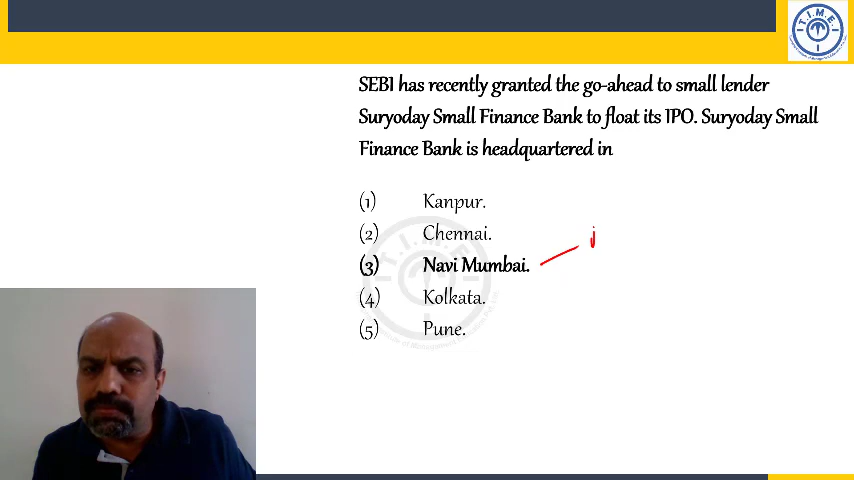 T.I.M.E.
SEBI has recently granted the go-ahead to small lender
Suryoday Small Finance Bank to float its IPO. Suryoday Small
Finance Bank is headquartered in
(1) Kanpur.
(2) Chennai.
(3) Navi Mumbai.
(4) Kolkata.
(5) Pune.